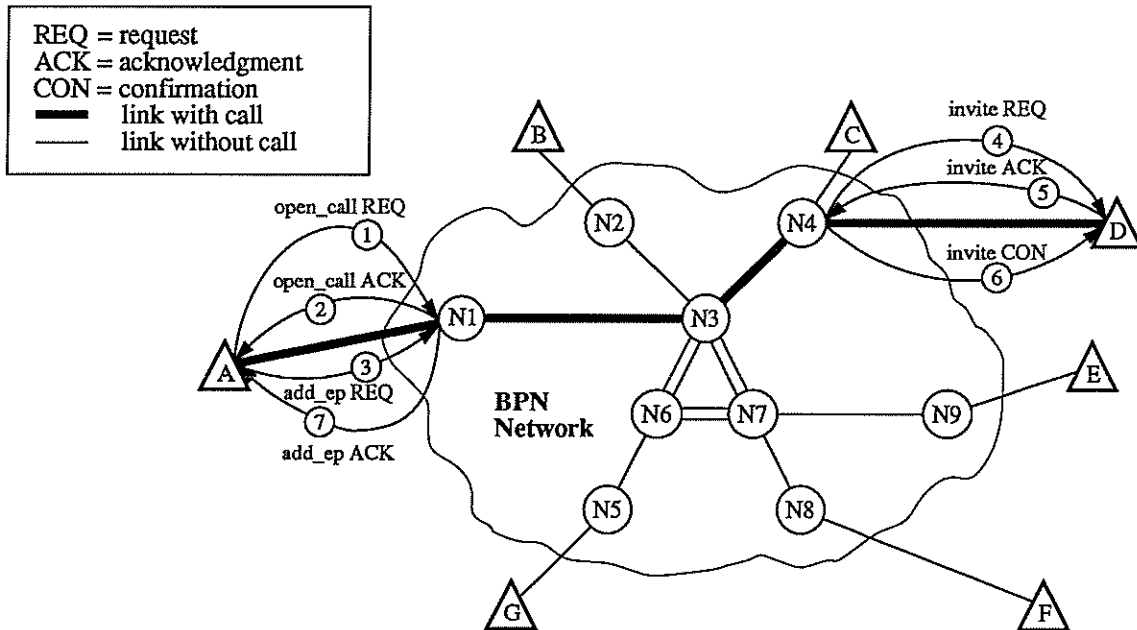 REQ = request
ACK = acknowledgment
CON = confirmation
link with call
link without call
B
C
invite REQ
4
invite ACK
5
open_call REQ
1
N2
N4
D
invite CON
6
open_call ACK
2
N1
N3
A
3
add_ep REQ
7
add_ep ACK
BPN
Network
N6
N7
N9
E
N5
N8
G
F